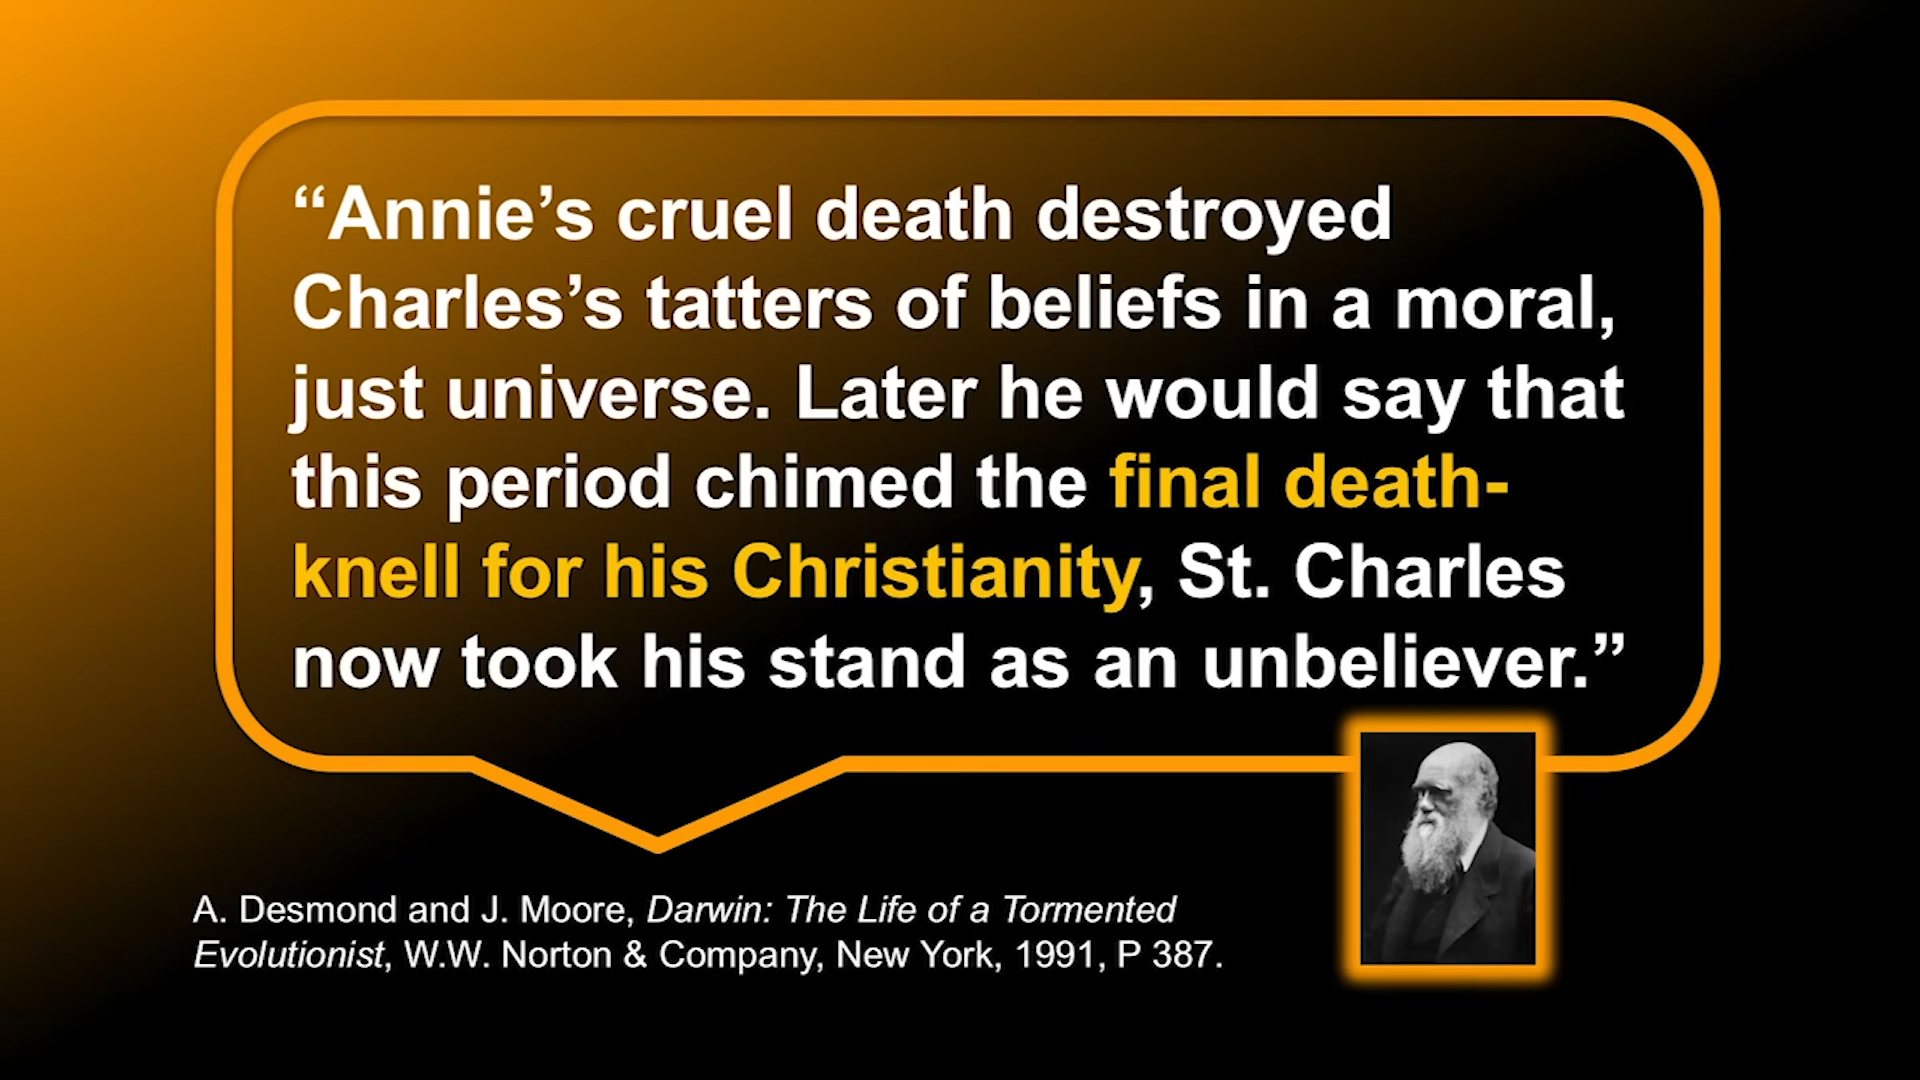 “Annie’s cruel death destroyed
Charles’s tatters of beliefs in a moral,
just universe. Later he would say that
this period chimed the final death-
knell for his Christianity, St. Charles
now took his stand as an unbeliever.”
A. Desmond and J. Moore, Darwin: The Life of a Tormented
Evolutionist, W.W. Norton & Company, New York, 1991, P 387.